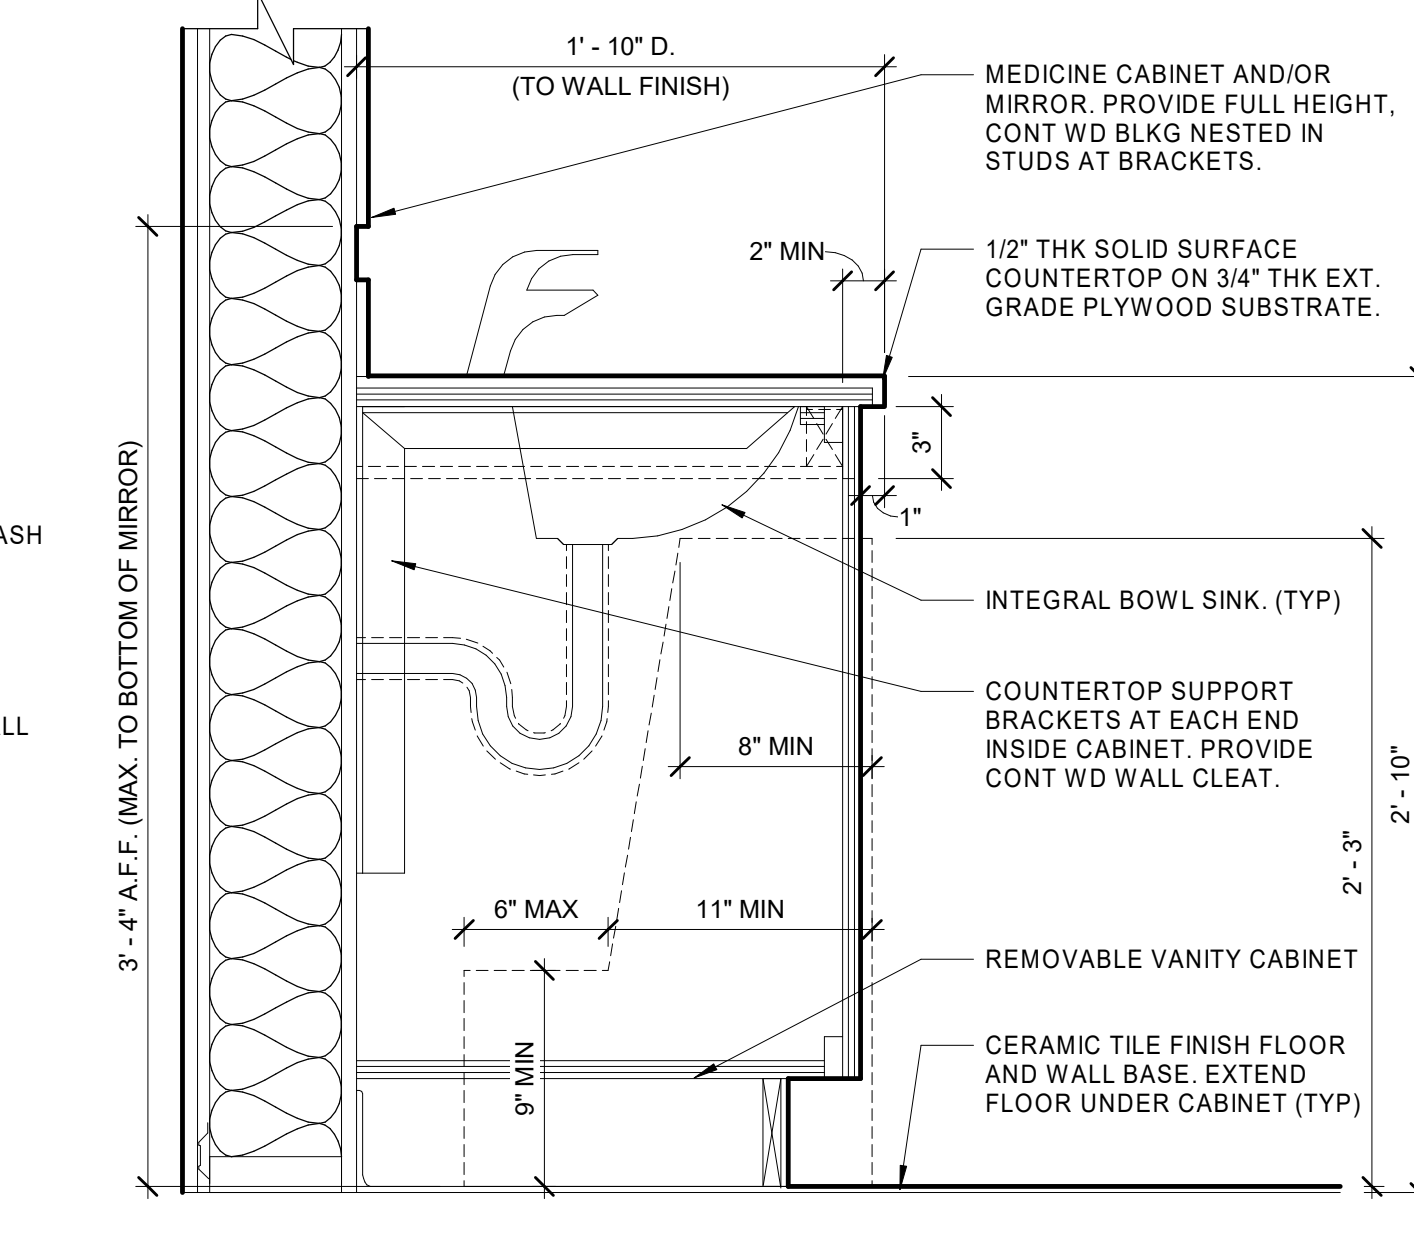 1' - 10" D.
(TO WALL FINISH)
MEDICINE CABINET AND/OR
MIRROR. PROVIDE FULL HEIGHT,
CONT WD BLKG NESTED IN
STUDS AT BRACKETS.
2" MIN
1/2" THK SOLID SURFACE
COUNTERTOP ON 3/4" THK EXT.
GRADE PLYWOOD SUBSTRATE.
3"
1"
ASH
3' - 4" A.F.F. (MAX. TO BOTTOM OF MIRROR)
INTEGRAL BOWL SINK. (TYP)
COUNTERTOP SUPPORT
BRACKETS AT EACH END
INSIDE CABINET. PROVIDE
CONT WD WALL CLEAT.
LL
8" MIN
2' - 10"
2' - 3"
6" MAX
11" MIN
REMOVABLE VANITY CABINET
9" MIN
CERAMIC TILE FINISH FLOOR
AND WALL BASE. EXTEND
FLOOR UNDER CABINET (TYP)